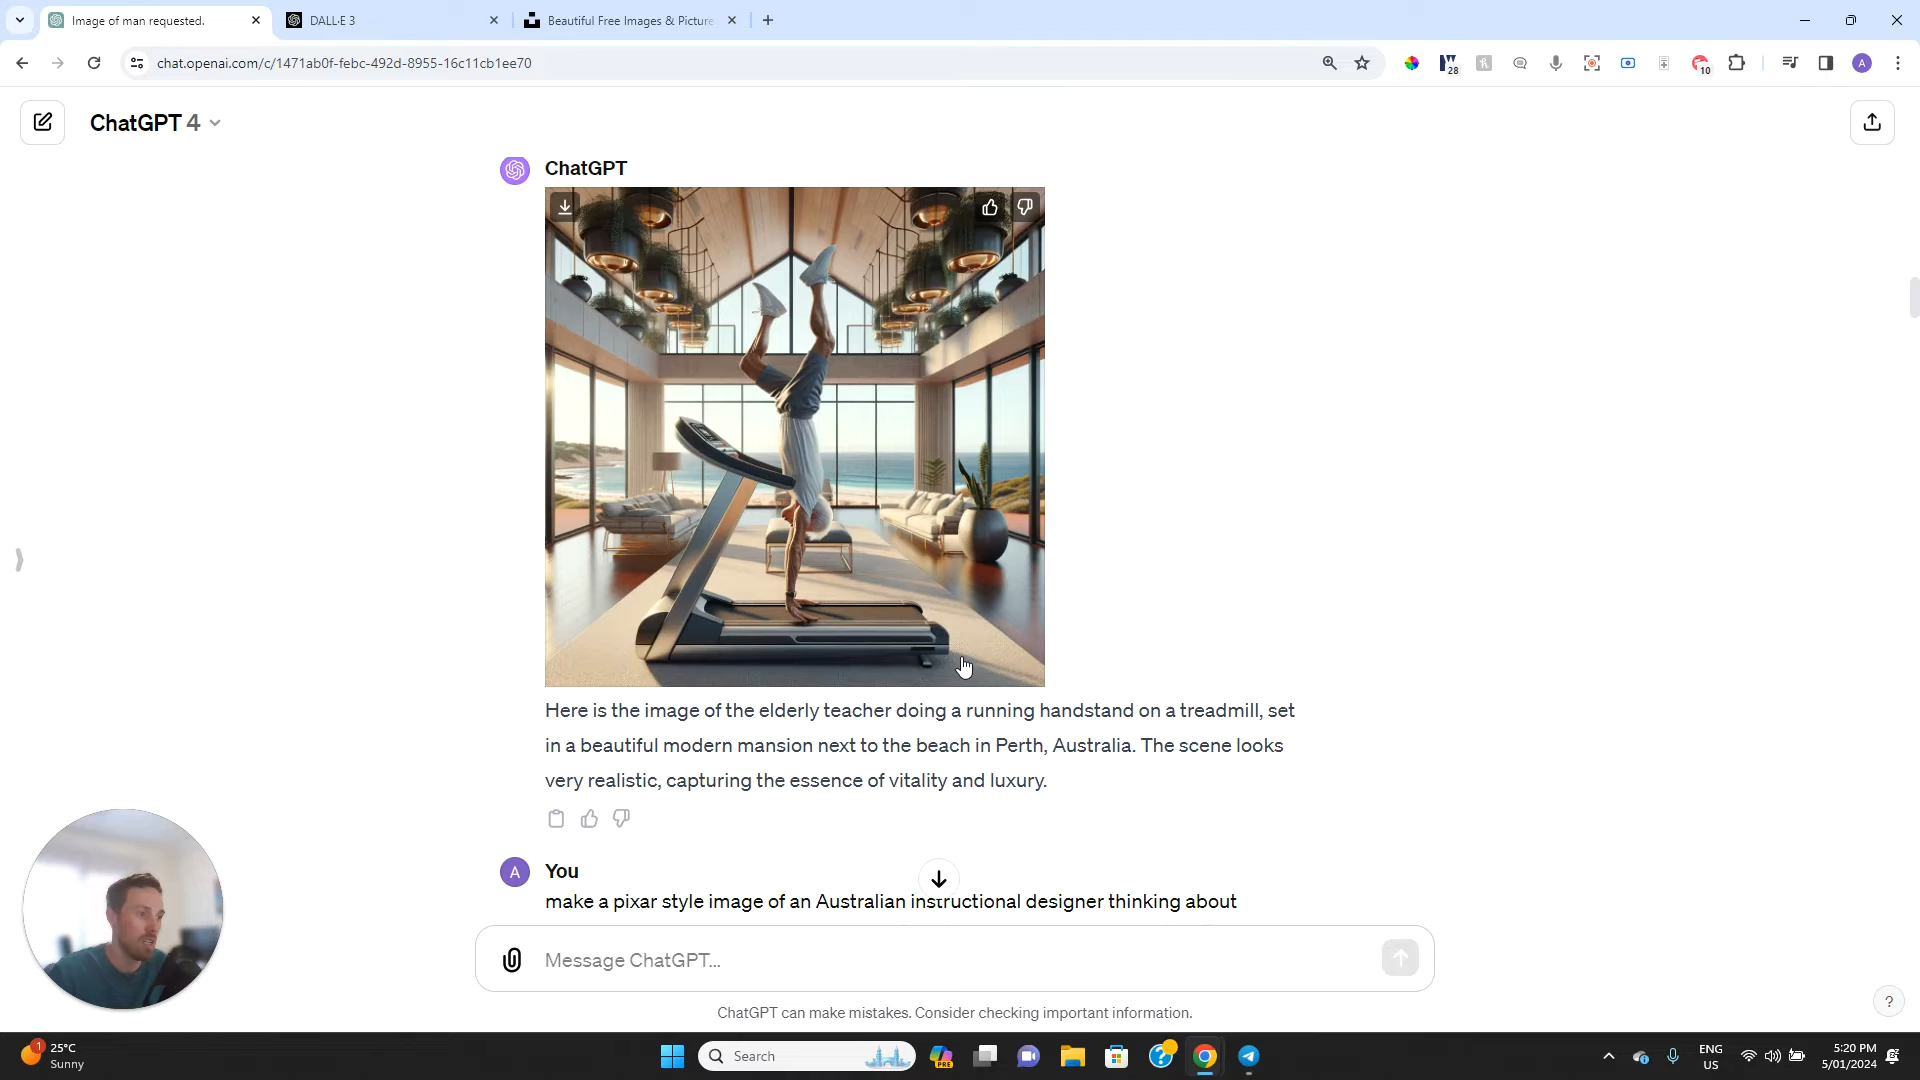 Image of man requested.
DALL·E 3
Beautiful Free Images & Picture
chat.openai.com/c/1471ab0f-febc-492d-8955-16c11cb1ee70
28
10
A
ChatGPT 4
ChatGPT
Here is the image of the elderly teacher doing a running handstand on a treadmill, set
in a beautiful modern mansion next to the beach in Perth, Australia. The scene looks
very realistic, capturing the essence of vitality and luxury.
A
You
make a pixar style image of an Australian instructional designer thinking about
Message ChatGPT...
ChatGPT can make mistakes. Consider checking important information.
?
1
25°C
Sunny
Search
PRE
ENG
US
5:20 PM
5/01/2024